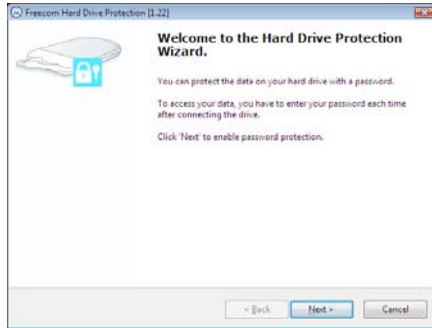 Freecom Hard Drive Protection [1.22]
Welcome to the Hard Drive Protection
Wizard.
You can protect the data on your hard drive with a password.
To access your data, you have to enter your password each time
after connecting the drive.
Click 'Next' to enable password protection.
< Back
Next >
Cancel